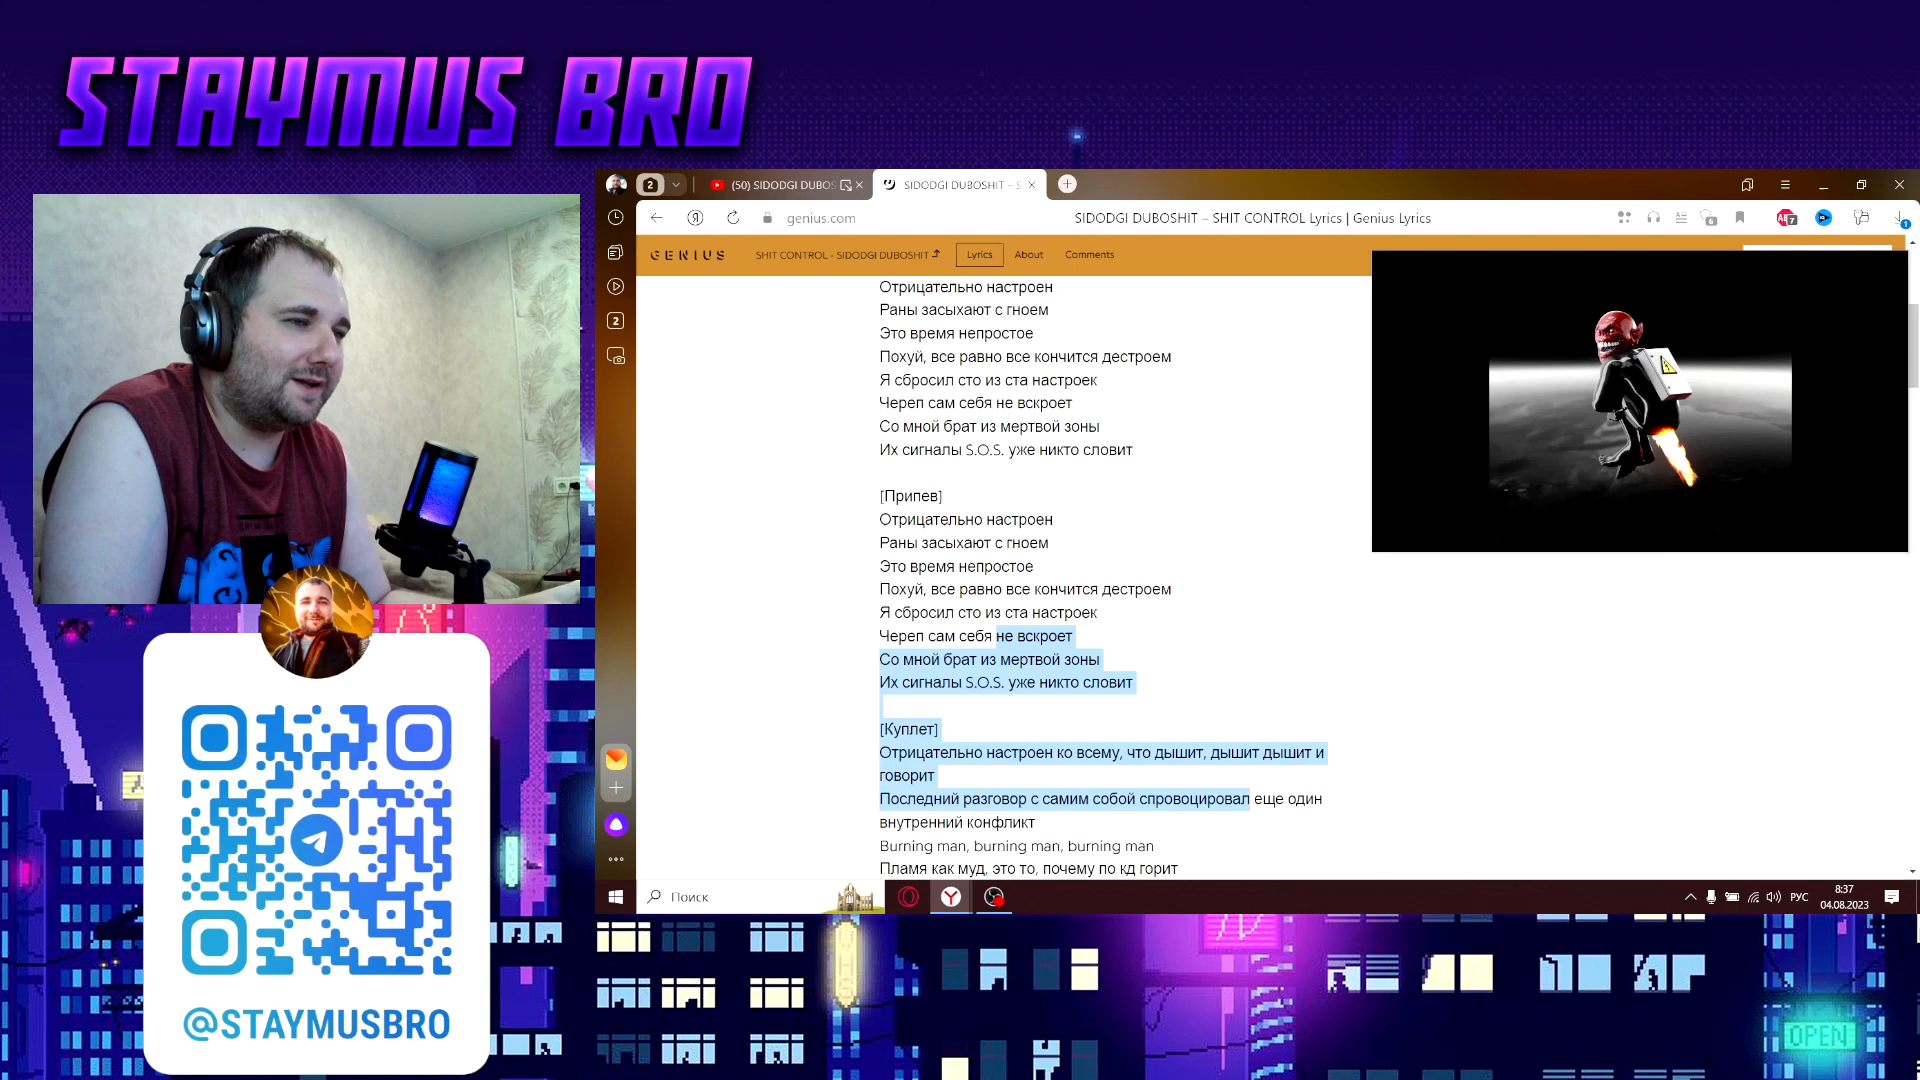 STAYMUS BRO
2
(50) SIDODGI DUBOS
SIDODGI DUBOSHIT – S
genius.com
SIDODGI DUBOSHIT – SHIT CONTROL Lyrics | Genius Lyrics
GENIUS
SHIT CONTROL - SIDODGI DUBOSHIT
Lyrics
About
Comments
2
Отрицательно настроен
Раны засыхают с гноем
Это время непростое
Похуй, все равно все кончится дестроем
Я сбросил сто из ста настроек
Череп сам себя не вскроет
Со мной брат из мертвой зоны
Их сигналы S.O.S. уже никто словит
[Припев]
Отрицательно настроен
Раны засыхают с гноем
Это время непростое
Похуй, все равно все кончится дестроем
Я сбросил сто из ста настроек
Череп сам себя не вскроет
Со мной брат из мертвой зоны
Их сигналы S.O.S. уже никто словит
[Куплет]
Отрицательно настроен ко всему, что дышит, дышит дышит и
говорит
Последний разговор с самим собой спровоцировал еще один
внутренний конфликт
Burning man, burning man, burning man
Пламя как муд, это то, почему по кд горит
Поиск
РУС
8:37
04.08.2023
@STAYMUSBRO
OPEN